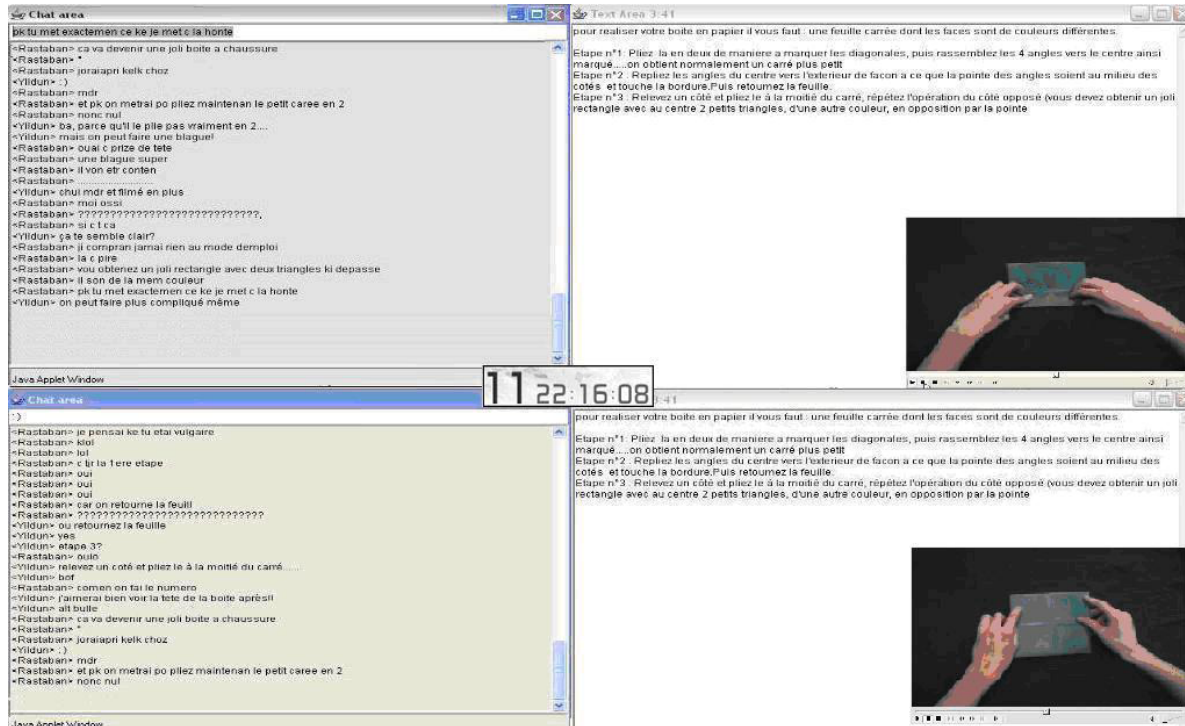 Chat area
pk tu met exactemen ce ke je met c la honte
<Rastaban> ca va devenir une joli boite a chaussure
<Rastaban> "
<Rastaban> joraiapri kelk choz
<Yildun> :)
<Rastaban> mdr
<Rastaban> et pk on metrai po pliez maintenan le petit caree en 2
<Rastaban> nonc nul
<Yildun> ba, parce qu'il le plie pas vraiment en 2....
<Yildun> mais on peut faire une blague!
<Rastaban> ouai c prize de tete
<Rastaban> une blague super
<Rastaban> il von etr conten
<Rastaban> ..........................
<Yildun> chui mdr et filmé en plus
<Rastaban> moi ossi
<Rastaban> ????????????????????????????,
<Rastaban> si c t ca
<Yildun> ça te semble clair?
<Rastaban> ji compran jamai rien au mode demploi
<Rastaban> la c pire
<Rastaban> vou obtenez un joli rectangle avec deux triangles ki depasse
<Rastaban> il son de la mem couleur
<Rastaban> pk tu met exactemen ce ke je met c la honte
<Yildun> on peut faire plus compliqué même
Java Applet Window
Text Area 3:41
pour realiser votre boite en papier il vous faut : une feuille carrée dont les faces sont de couleurs différentes.
Etape n°1: Pliez la en deux de maniere a marquer les diagonales, puis rassemblez les 4 angles vers le centre ainsi
marqué.....on obtient normalement un carré plus petit
Etape n°2 : Repliez les angles du centre vers l'exterieur de facon a ce que la pointe des angles soient au milieu des
cotés et touche la bordure.Puis retournez la feuille.
Etape n°3 : Relevez un côté et pliez le à la moitié du carré, répétez l'opération du côté opposé (vous devez obtenir un joli
rectangle avec au centre 2 petits triangles, d'une autre couleur, en opposition par la pointe
11 22:16:08
Chat area
:)
<Rastaban> je pensai ke tu etai vulgaire
<Rastaban> klol
<Rastaban> lol
<Rastaban> c tjr la 1ere etape
<Rastaban> oui
<Rastaban> oui
<Rastaban> oui
<Rastaban> car on retourne la feuill
<Rastaban> ?????????????????????????????
<Yildun> ou retournez la feuille
<Yildun> yes
<Yildun> etape 3?
<Rastaban> ouio
<Yildun> relevez un coté et pliez le à la moitié du carré......
<Yildun> bof
<Rastaban> comen on fai le numero
<Yildun> j'aimerai bien voir la tete de la boite après!!
<Yildun> alt bulle
<Rastaban> ca va devenir une joli boite a chaussure
<Rastaban> "
<Rastaban> joraiapri kelk choz
<Yildun> :)
<Rastaban> mdr
<Rastaban> et pk on metrai po pliez maintenan le petit caree en 2
<Rastaban> nonc nul
Java Applet Window
3:41
pour realiser votre boite en papier il vous faut : une feuille carrée dont les faces sont de couleurs différentes.
Etape n°1: Pliez la en deux de maniere a marquer les diagonales, puis rassemblez les 4 angles vers le centre ainsi
marqué.....on obtient normalement un carré plus petit
Etape n°2 : Repliez les angles du centre vers l'exterieur de facon a ce que la pointe des angles soient au milieu des
cotés et touche la bordure.Puis retournez la feuille.
Etape n°3 : Relevez un côté et pliez le à la moitié du carré, répétez l'opération du côté opposé (vous devez obtenir un joli
rectangle avec au centre 2 petits triangles, d'une autre couleur, en opposition par la pointe